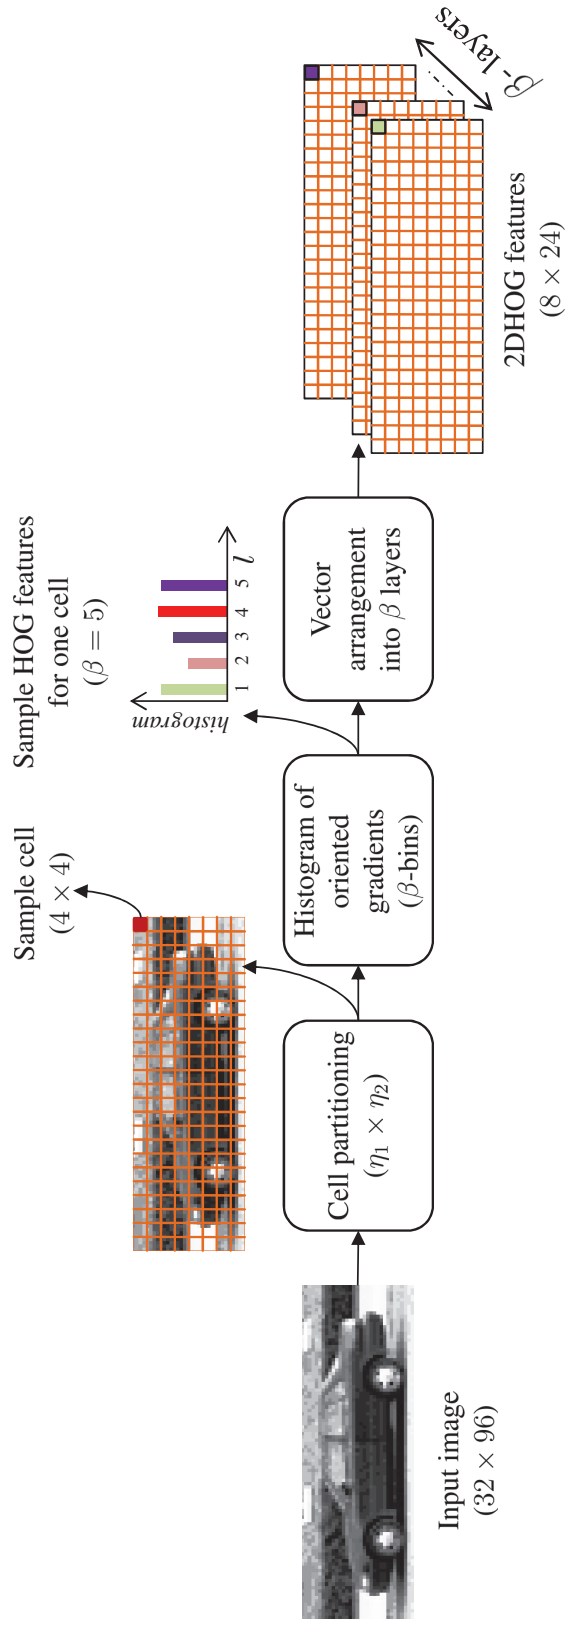 Input image
(32 × 96)
Cell partitioning
(η₁ × η₂)
Sample cell
(4 × 4)
Histogram of
oriented
gradients
(β-bins)
Sample HOG features
for one cell
(β = 5)
histogram
1 2 3 4 5
l
Vector
arrangement
into β layers
2DHOG features
(8 × 24)
β- layers